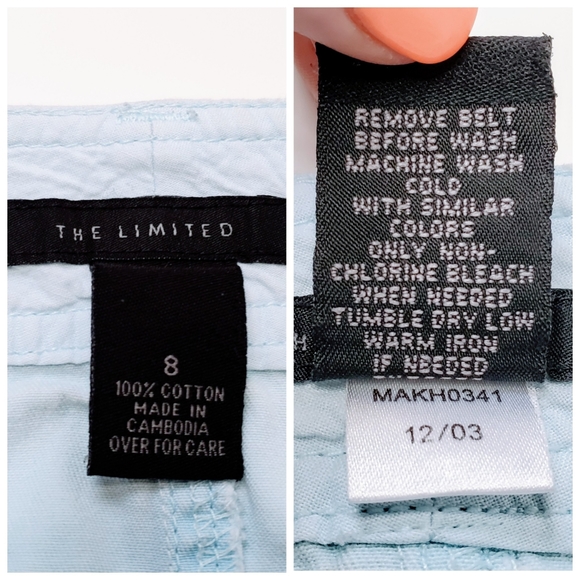 THE LIMITED
8
100% COTTON
MADE IN
CAMBODIA
OVER FOR CARE
REMOVE BELT
BEFORE WASH
MACHINE WASH
COLD
WITH SIMILAR
COLORS
ONLY NON-
CHLORINE BLEACH
WHEN NEEDED
TUMBLE DRY LOW
WARM IRON
IF NEEDED
H
MAKH0341
12/03